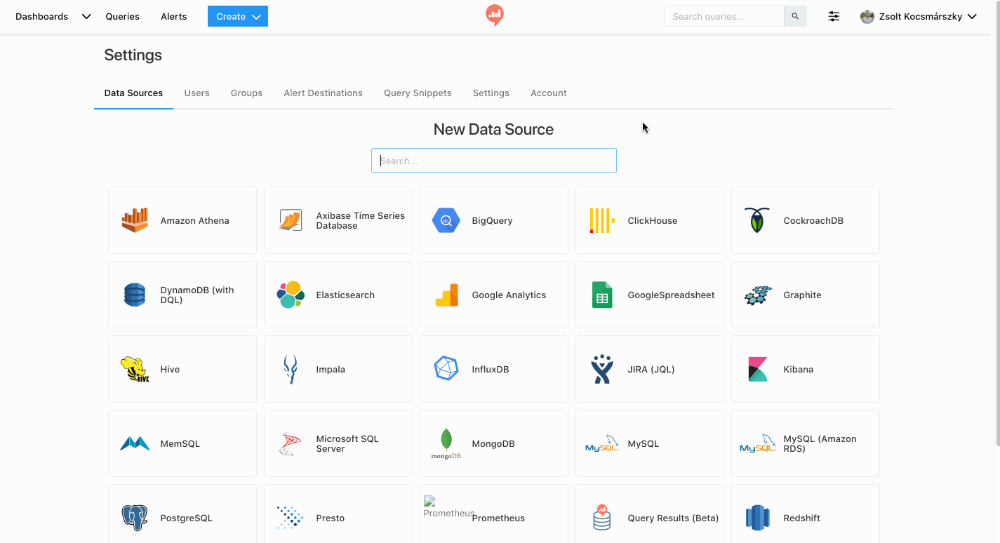 Dashboards
Queries
Alerts
Create
Search queries...
Zsolt Kocsmárszky
Settings
Data Sources
Users
Groups
Alert Destinations
Query Snippets
Settings
Account
New Data Source
Search...
Amazon Athena
Axibase Time Series
Database
BigQuery
ClickHouse
CockroachDB
DynamoDB (with
DQL)
Elasticsearch
Google Analytics
GoogleSpreadsheet
Graphite
HIVE
Hive
Impala
InfluxDB
JIRA (JQL)
Kibana
MemSQL
Microsoft SQL
Server
mongoDB
MongoDB
MySQL
MySQL
MySQL
MySQL (Amazon
RDS)
PostgreSQL
Presto
Prometheus
Prometheus
Query Results (Beta)
Redshift